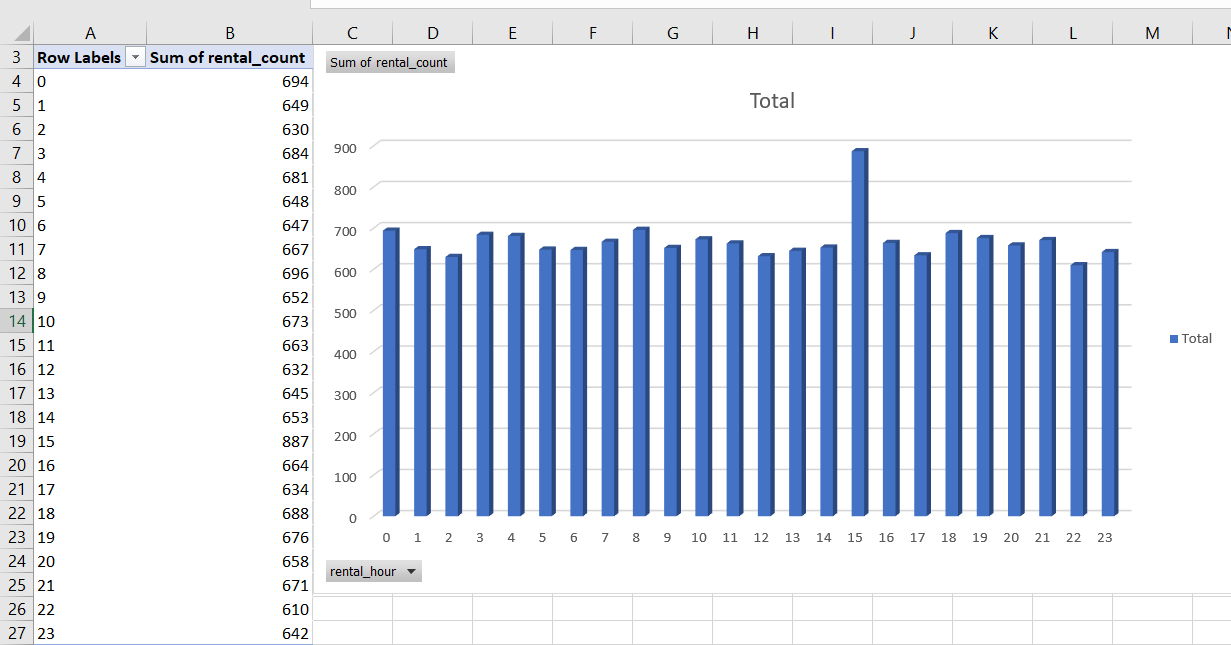 A B C D E F G H I J K L M
3 Row Labels Sum of rental_count
4 0 694
5 1 649
6 2 630
7 3 684
8 4 681
9 5 648
10 6 647
11 7 667
12 8 696
13 9 652
14 10 673
15 11 663
16 12 632
17 13 645
18 14 653
19 15 887
20 16 664
21 17 634
22 18 688
23 19 676
24 20 658
25 21 671
26 22 610
27 23 642
Sum of rental_count
Total
900
800
700
600
500
400
300
200
100
0
0 1 2 3 4 5 6 7 8 9 10 11 12 13 14 15 16 17 18 19 20 21 22 23
Total
rental_hour